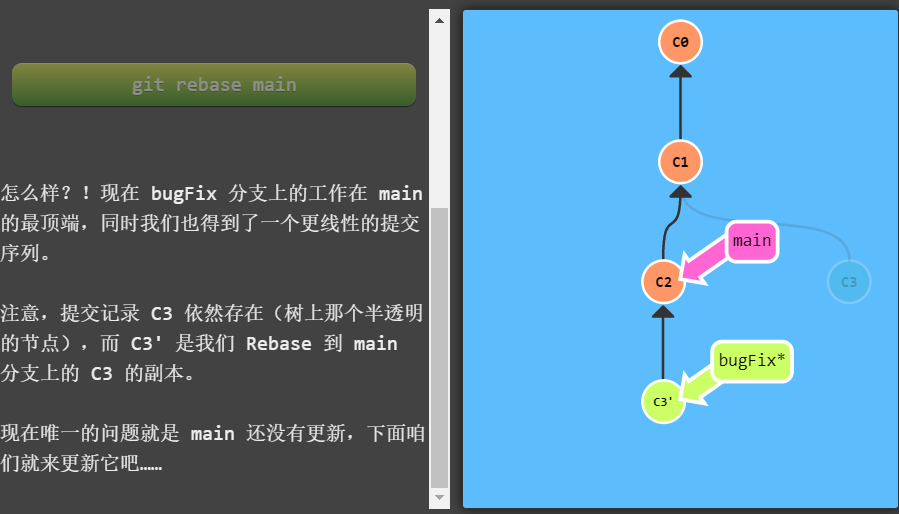 git rebase main
怎么样？！现在 bugFix 分支上的工作在 main
的最顶端，同时我们也得到了一个更线性的提交
序列。
注意，提交记录 C3 依然存在（树上那个半透明
的节点），而 C3' 是我们 Rebase 到 main
分支上的 C3 的副本。
现在唯一的问题就是 main 还没有更新，下面咱
们就来更新它吧……
C0
C1
main
C2
C3
bugFix*
C3'